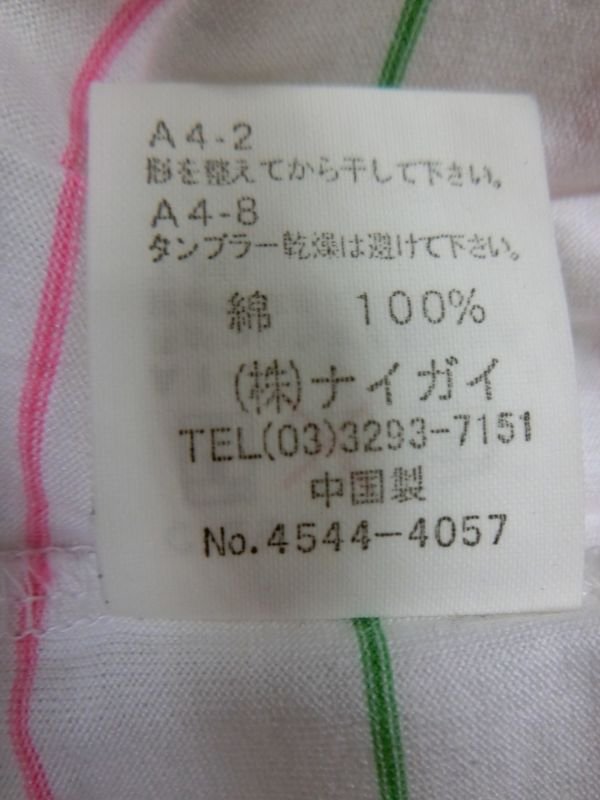 A4-2
形を整えてから干して下さい。
A4-8
タンブラー乾燥は避けて下さい。
綿 100%
(株)ナイガイ
TEL(03)3293-7151
中国製
No.4544-4057